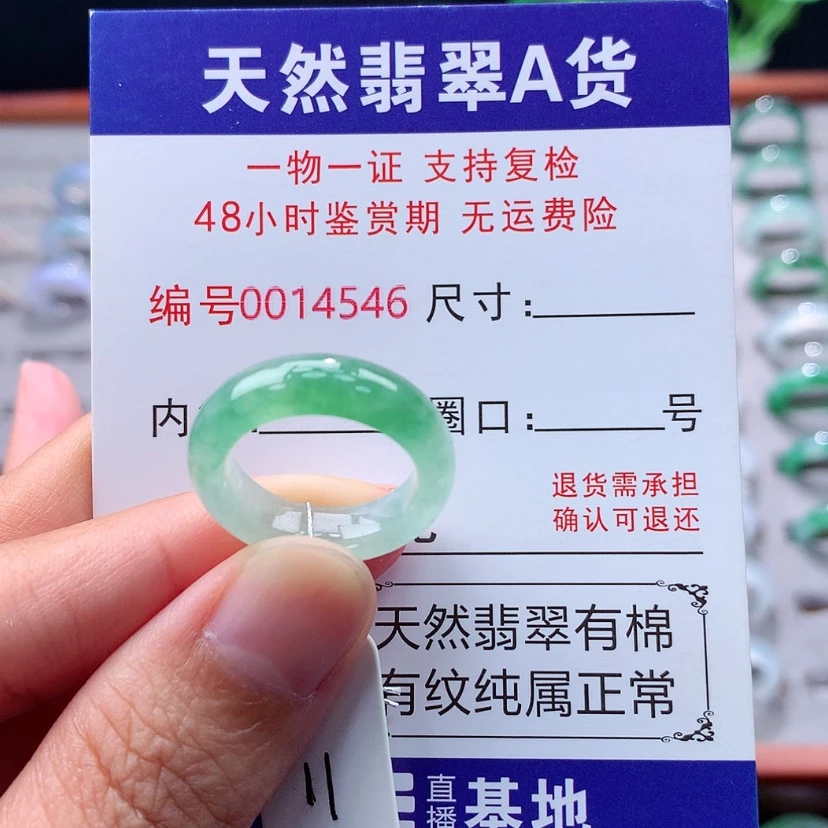 天然翡翠A货
一物一证 支持复检
48小时鉴赏期 无运费险
编号0014546 尺寸:
内 圈口: 号
退货需承担
确认可退还
天然翡翠有棉
有纹纯属正常
直播 基地
11